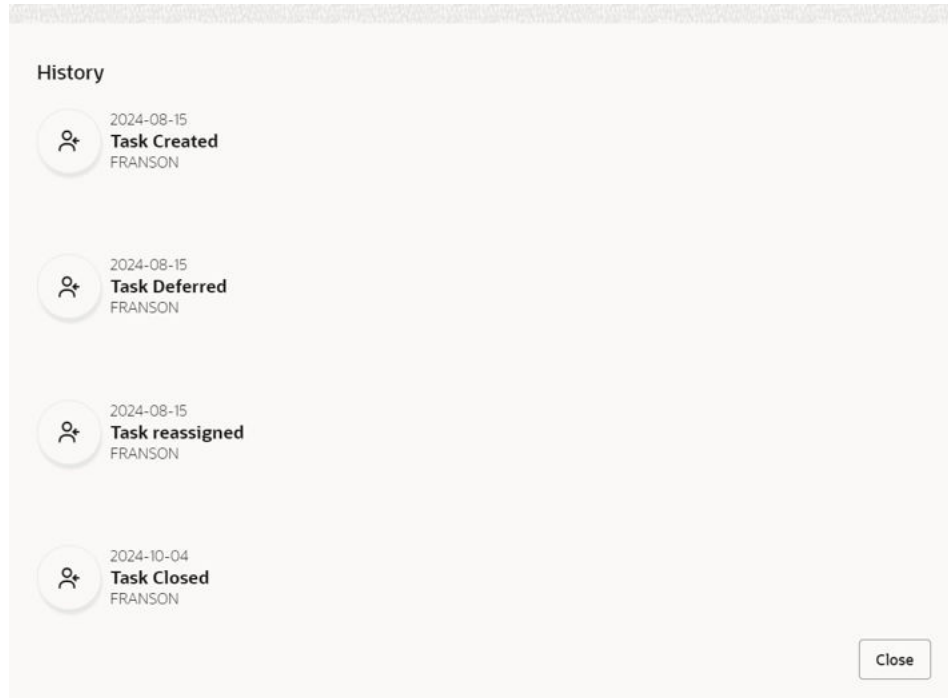 History
2024-08-15
Task Created
FRANSON
2024-08-15
Task Deferred
FRANSON
2024-08-15
Task reassigned
FRANSON
2024-10-04
Task Closed
FRANSON
Close